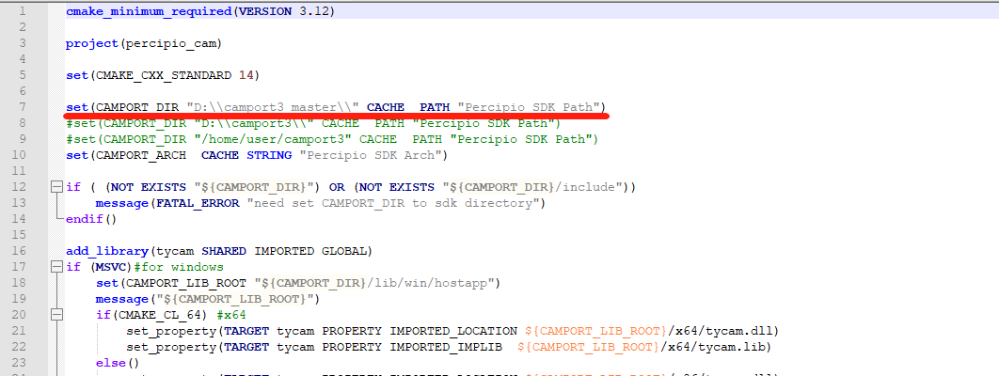 1 cmake_minimum_required(VERSION 3.12)
2
3 project(percipio_cam)
4
5 set(CMAKE_CXX_STANDARD 14)
6
7 set(CAMPORT_DIR "D:\\camport3_master\\" CACHE  PATH "Percipio SDK Path")
8 #set(CAMPORT_DIR "D:\\camport3\\" CACHE  PATH "Percipio SDK Path")
9 #set(CAMPORT_DIR "/home/user/camport3" CACHE  PATH "Percipio SDK Path")
10 set(CAMPORT_ARCH  CACHE STRING "Percipio SDK Arch")
11
12 if ( (NOT EXISTS "${CAMPORT_DIR}") OR (NOT EXISTS "${CAMPORT_DIR}/include"))
13 message(FATAL_ERROR "need set CAMPORT_DIR to sdk directory")
14 endif()
15
16 add_library(tycam SHARED IMPORTED GLOBAL)
17 if (MSVC)#for windows
18 set(CAMPORT_LIB_ROOT "${CAMPORT_DIR}/lib/win/hostapp")
19 message("${CAMPORT_LIB_ROOT}")
20 if(CMAKE_CL_64) #x64
21 set_property(TARGET tycam PROPERTY IMPORTED_LOCATION ${CAMPORT_LIB_ROOT}/x64/tycam.dll)
22 set_property(TARGET tycam PROPERTY IMPORTED_IMPLIB  ${CAMPORT_LIB_ROOT}/x64/tycam.lib)
23 else()